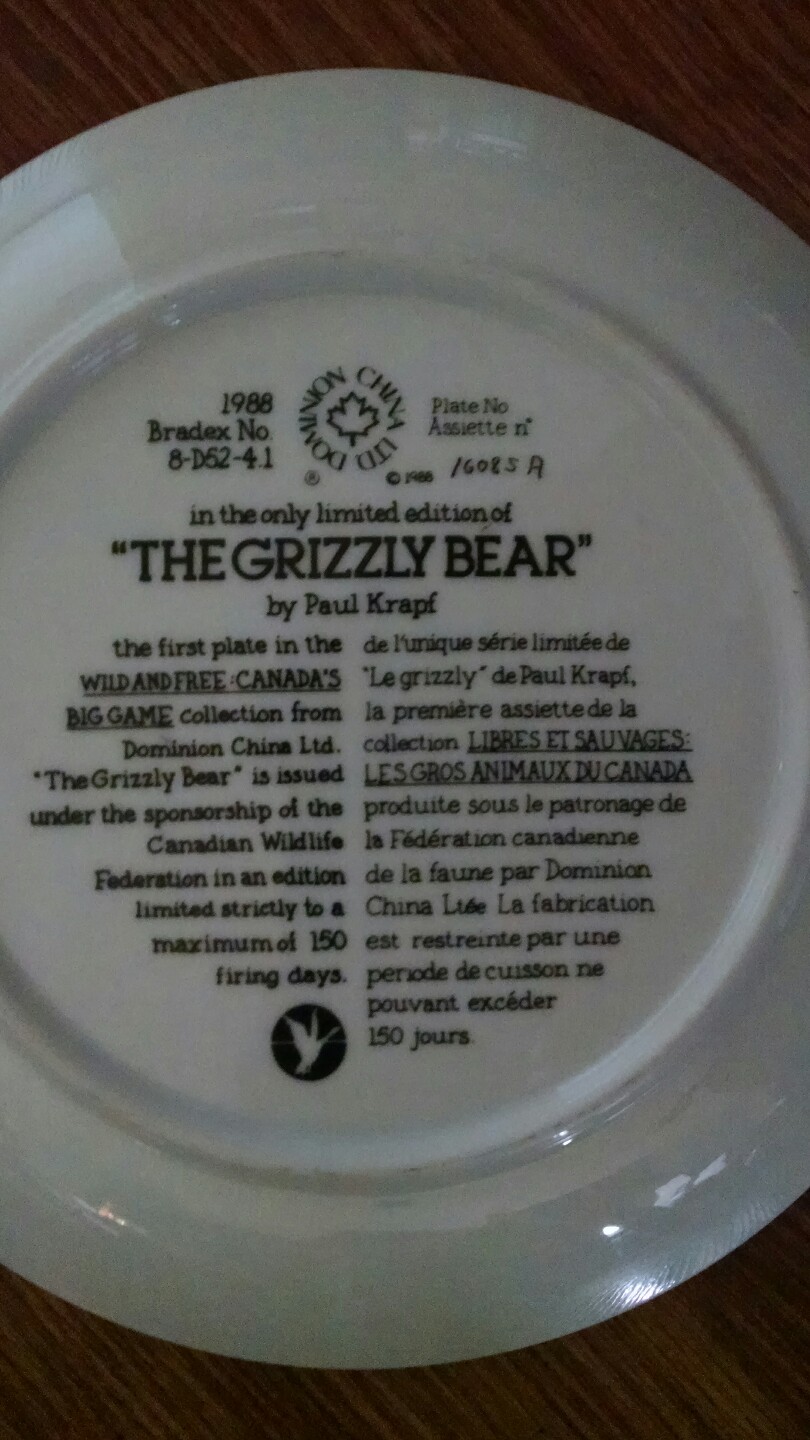 1988
Bradex No.
8-D52-4.1
DOMINION CHINA LTD
®
© 1988
Plate No
Assiette n°
16085 A
in the only limited edition of
"THE GRIZZLY BEAR"
by Paul Krapf
the first plate in the
WILD AND FREE: CANADA'S
BIG GAME collection from
Dominion China Ltd.
"The Grizzly Bear" is issued
under the sponsorship of the
Canadian Wildlife
Federation in an edition
limited strictly to a
maximum of 150
firing days.
de l'unique série limitée de
"Le grizzly" de Paul Krapf,
la première assiette de la
collection LIBRES ET SAUVAGES:
LES GROS ANIMAUX DU CANADA
produite sous le patronage de
la Fédération canadienne
de la faune par Dominion
China Ltée La fabrication
est restreinte par une
periode de cuisson ne
pouvant excéder
150 jours.